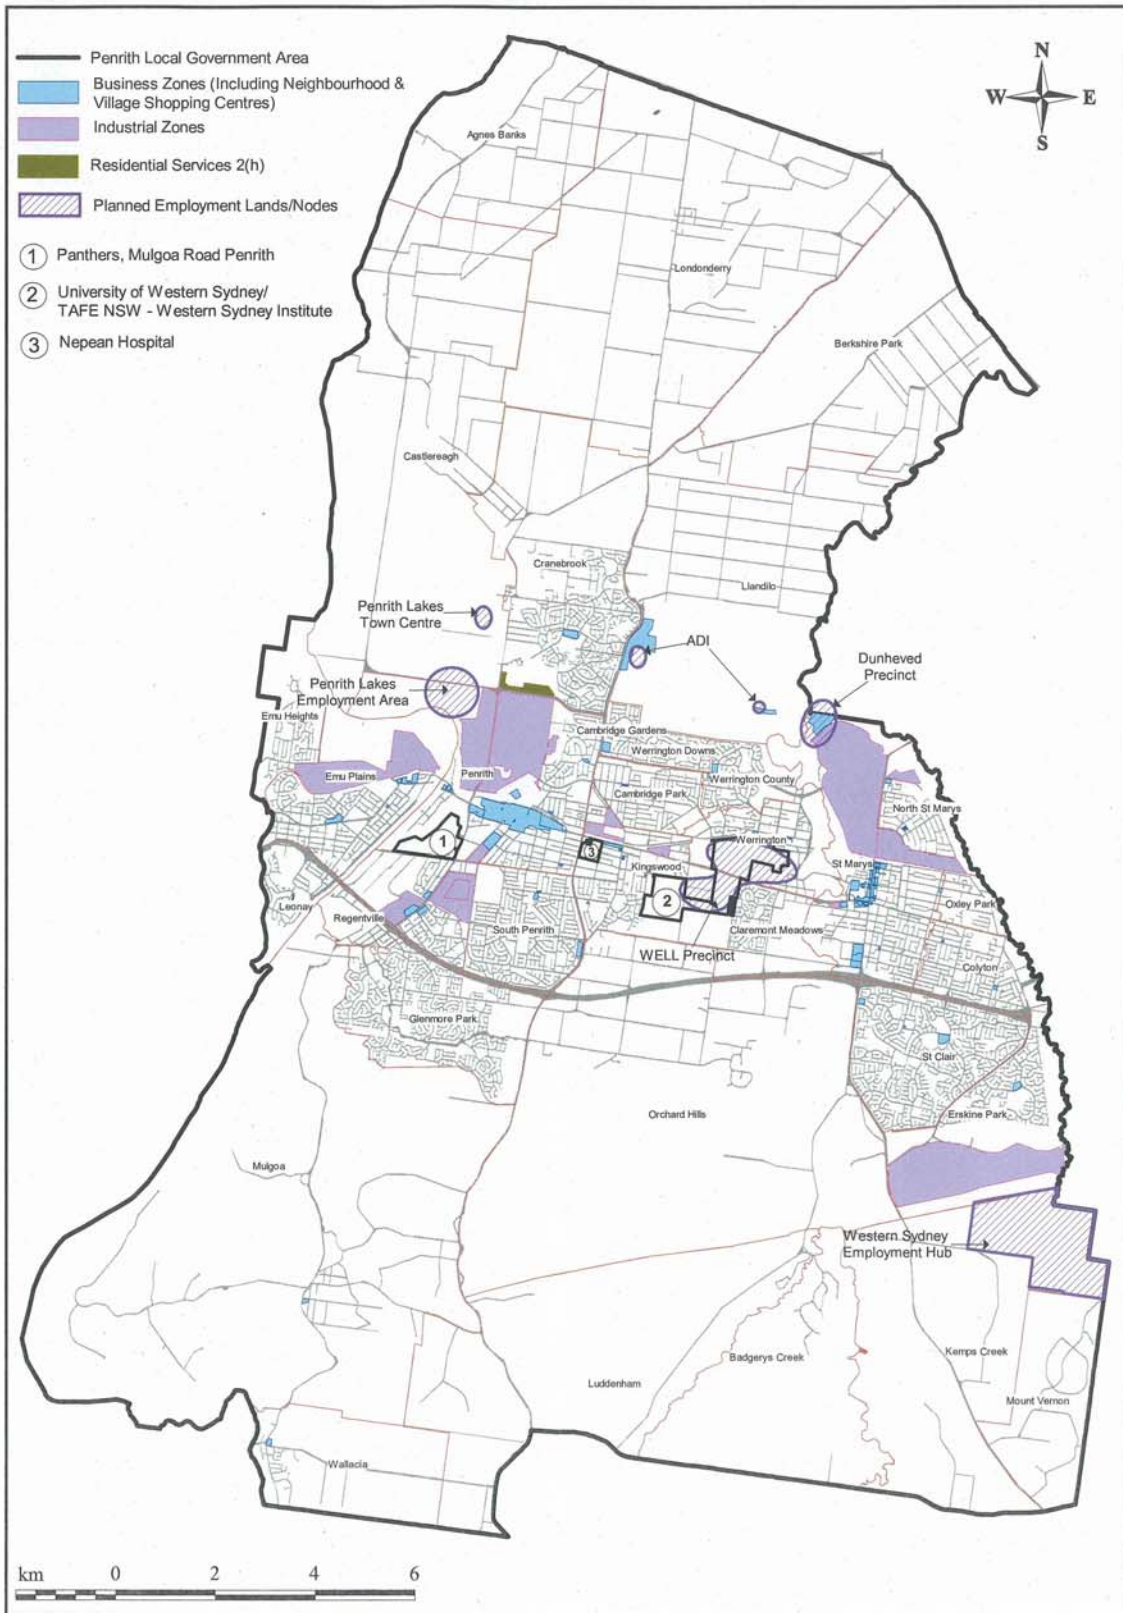 Penrith Local Government Area
Business Zones (Including Neighbourhood &
Village Shopping Centres)
Industrial Zones
Residential Services 2(h)
Planned Employment Lands/Nodes
1 Panthers, Mulgoa Road Penrith
2 University of Western Sydney/
TAFE NSW - Western Sydney Institute
3 Nepean Hospital
N
W E
S
Agnes Banks
Londonderry
Berkshire Park
Castlereagh
Cranebrook
Llandilo
Penrith Lakes
Town Centre
ADI
Dunheved
Precinct
Penrith Lakes
Employment Area
Emu Heights
Cambridge Gardens
Werrington Downs
Emu Plains
Penrith
Werrington County
Cambridge Park
North St Marys
1
3
Werrington
Kingswood
St Marys
2
Leonay
Regentville
South Penrith
Claremont Meadows
Oxley Park
WELL Precinct
Colyton
Glenmore Park
St Clair
Orchard Hills
Erskine Park
Mulgoa
Western Sydney
Employment Hub
Badgerys Creek
Kemps Creek
Luddenham
Mount Vernon
Wallacia
km 0 2 4 6